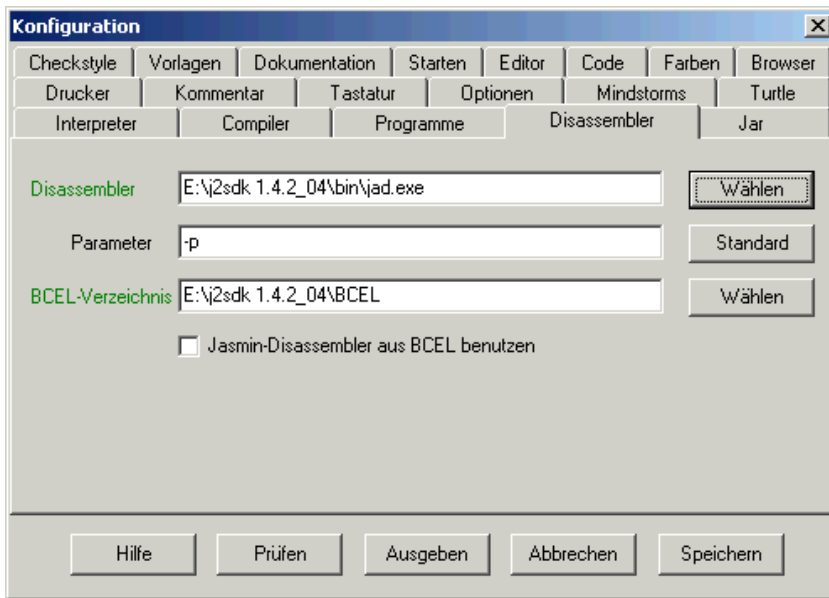 Konfiguration
Checkstyle Vorlagen Dokumentation Starten Editor Code Farben Browser
Drucker Kommentar Tastatur Optionen Mindstorms Turtle
Interpreter Compiler Programme Disassembler Jar
Disassembler E:\j2sdk 1.4.2_04\bin\jad.exe Wählen
Parameter -p Standard
BCEL-Verzeichnis E:\j2sdk 1.4.2_04\BCEL Wählen
Jasmin-Disassembler aus BCEL benutzen
Hilfe Prüfen Ausgeben Abbrechen Speichern